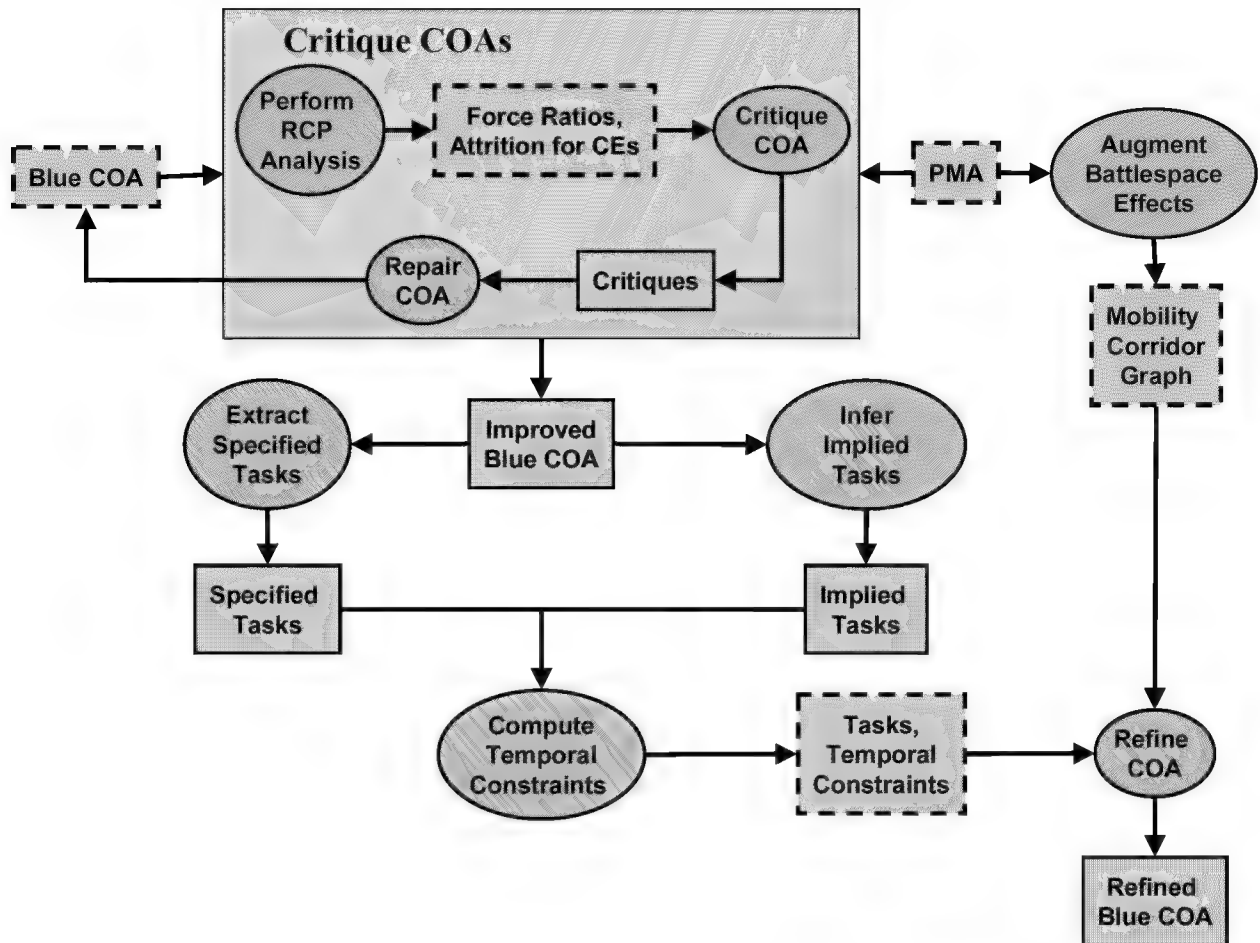 Critique COAs
Perform
RCP
Analysis
Force Ratios,
Attrition for CEs
Critique
COA
Blue COA
PMA
Augment
Battlespace
Effects
Repair
COA
Critiques
Mobility
Corridor
Graph
Extract
Specified
Tasks
Improved
Blue COA
Infer
Implied
Tasks
Specified
Tasks
Implied
Tasks
Compute
Temporal
Constraints
Tasks,
Temporal
Constraints
Refine
COA
Refined
Blue COA